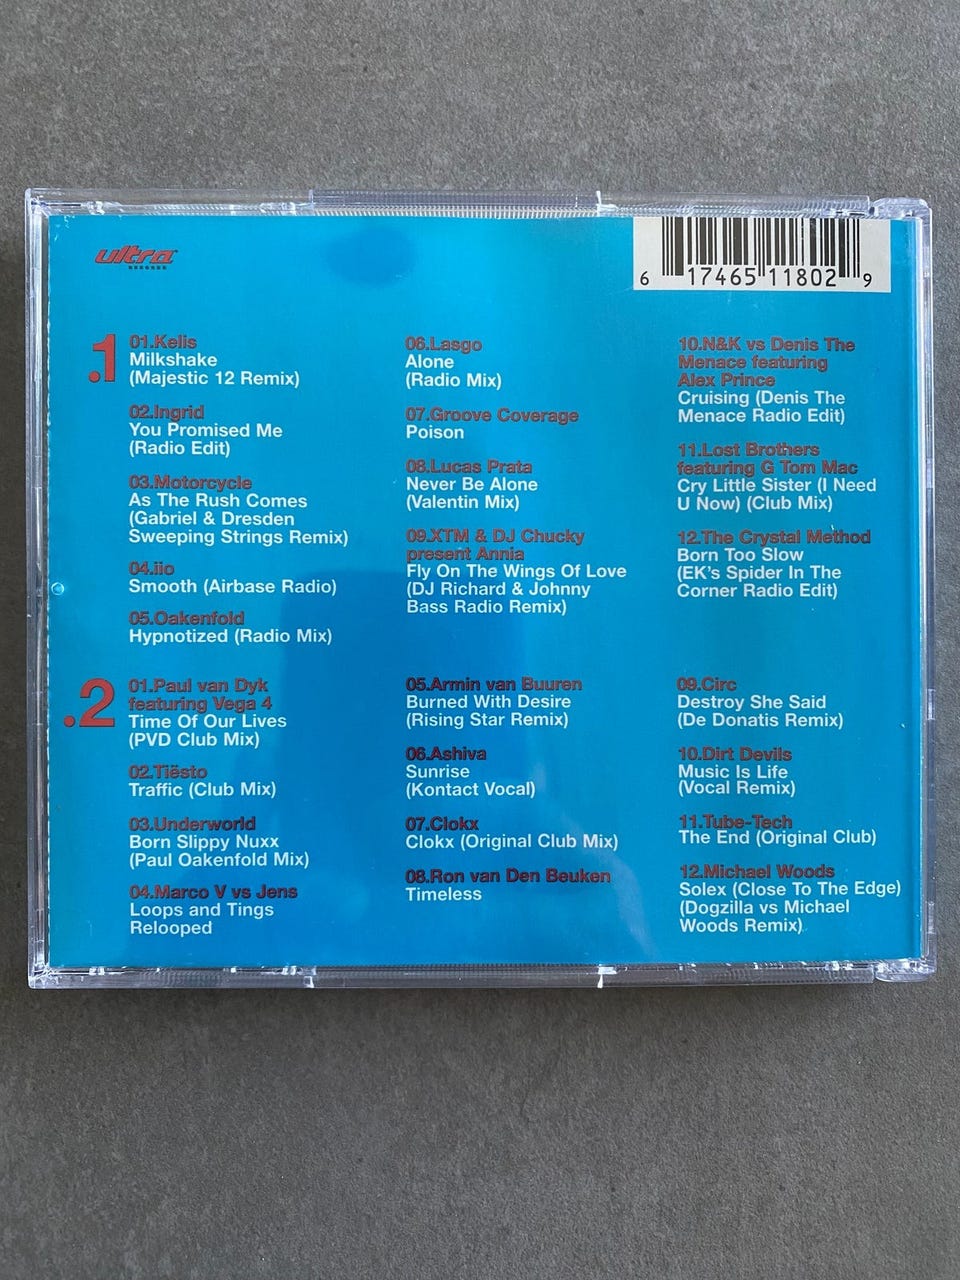 ultra
RECORDS
6 17465 11802 9
.1
01.Kelis
Milkshake
(Majestic 12 Remix)
02.Ingrid
You Promised Me
(Radio Edit)
03.Motorcycle
As The Rush Comes
(Gabriel & Dresden
Sweeping Strings Remix)
04.iio
Smooth (Airbase Radio)
05.Oakenfold
Hypnotized (Radio Mix)
06.Lasgo
Alone
(Radio Mix)
07.Groove Coverage
Poison
08.Lucas Prata
Never Be Alone
(Valentin Mix)
09.XTM & DJ Chucky
present Annia
Fly On The Wings Of Love
(DJ Richard & Johnny
Bass Radio Remix)
10.N&K vs Denis The
Menace featuring
Alex Prince
Cruising (Denis The
Menace Radio Edit)
11.Lost Brothers
featuring G Tom Mac
Cry Little Sister (I Need
U Now) (Club Mix)
12.The Crystal Method
Born Too Slow
(EK's Spider In The
Corner Radio Edit)
.2
01.Paul van Dyk
featuring Vega 4
Time Of Our Lives
(PVD Club Mix)
02.Tiësto
Traffic (Club Mix)
03.Underworld
Born Slippy Nuxx
(Paul Oakenfold Mix)
04.Marco V vs Jens
Loops and Tings
Relooped
05.Armin van Buuren
Burned With Desire
(Rising Star Remix)
06.Ashiva
Sunrise
(Kontact Vocal)
07.Clokx
Clokx (Original Club Mix)
08.Ron van Den Beuken
Timeless
09.Circ
Destroy She Said
(De Donatis Remix)
10.Dirt Devils
Music Is Life
(Vocal Remix)
11.Tube-Tech
The End (Original Club)
12.Michael Woods
Solex (Close To The Edge)
(Dogzilla vs Michael
Woods Remix)